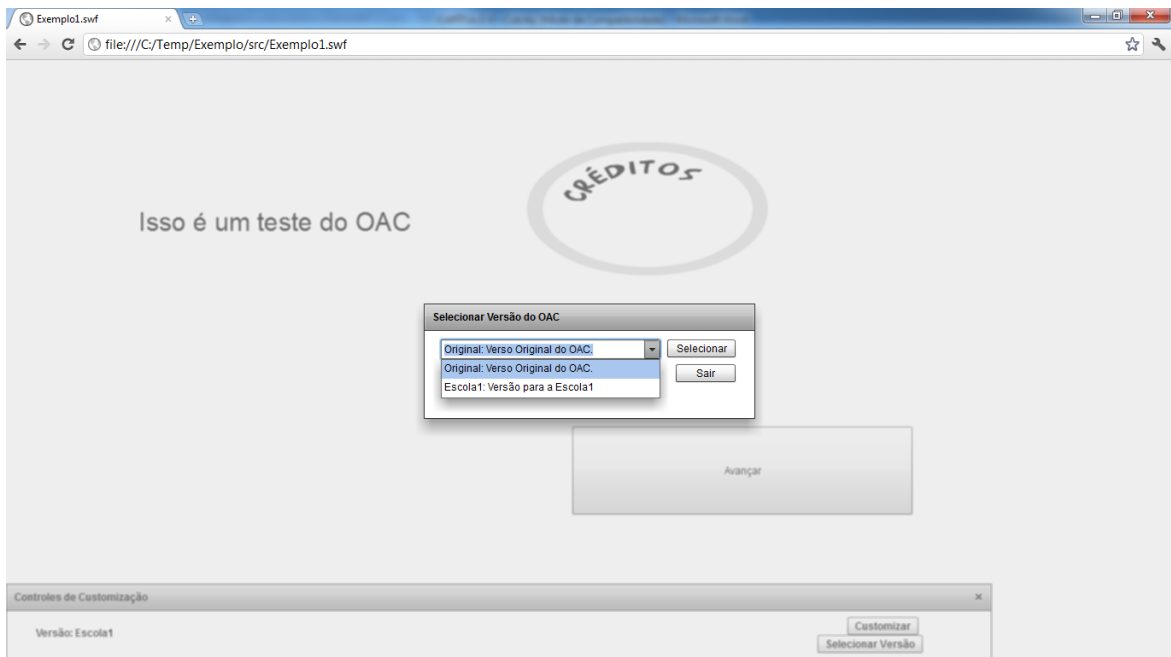 Exemplo1.swf
file:///C:/Temp/Exemplo/src/Exemplo1.swf
CRÉDITOS
Isso é um teste do OAC
Selecionar Versão do OAC
Original: Verso Original do OAC.
Selecionar
Original: Verso Original do OAC.
Sair
Escola1: Versão para a Escola1
Avançar
Controles de Customização
Versão: Escola1
Customizar
Selecionar Versão